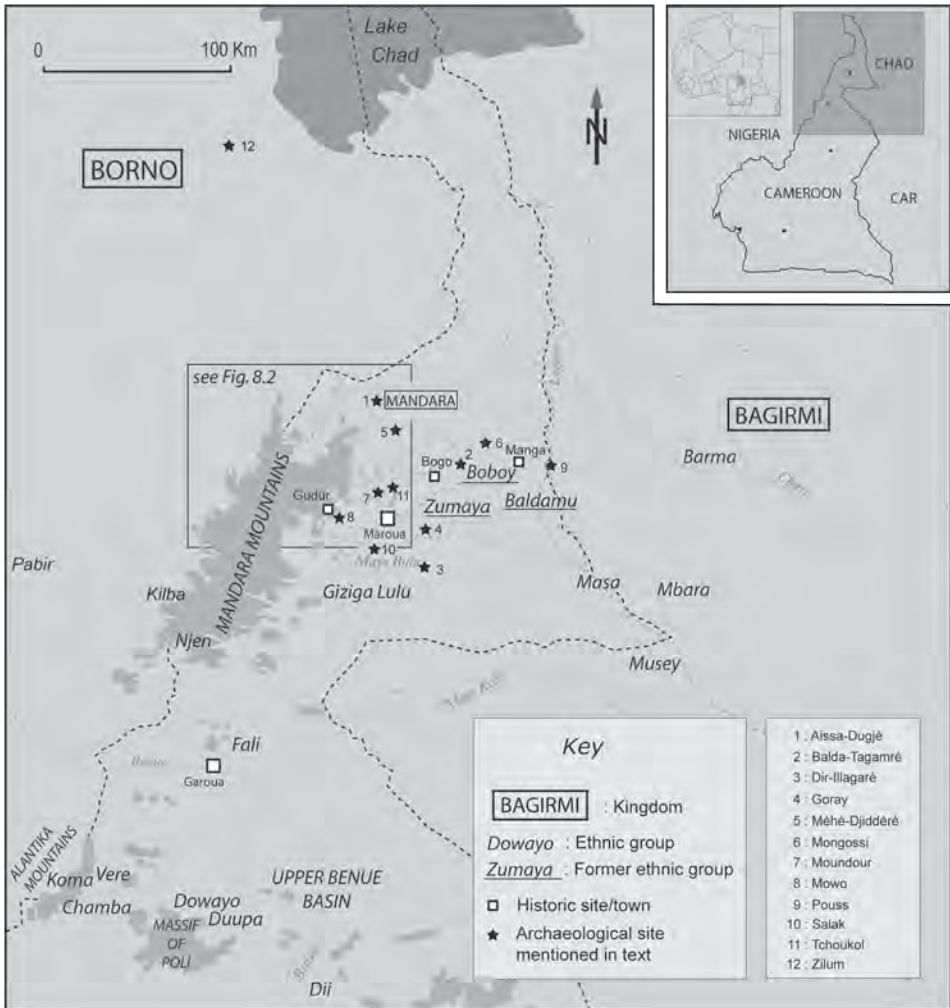 0 100 Km
Lake
Chad
N
CHAD
NIGERIA
CAMEROON
CAR
BORNO
12
see Fig. 8.2
1
MANDARA
5
6
Manga
2
Bogo
Boboy
9
BAGIRMI
Barma
Chari
7
11
Gudur
8
Zumaya
Baldamu
Maroua
4
10
3
MANDARA MOUNTAINS
Giziga Lulu
Pabir
Kilba
Njen
Masa
Mbara
Musey
Fali
Garoua
ALANTIKA
MOUNTAINS
Koma
Vere
Chamba
Dowayo
Duupa
MASSIF
OF
POLI
UPPER BENUE
BASIN
Dii
Key
BAGIRMI : Kingdom
Dowayo : Ethnic group
Zumaya : Former ethnic group
Historic site/town
Archaeological site
mentioned in text
1 : Aissa-Dugjé
2 : Balda-Tagamré
3 : Dir-Illagaré
4 : Goray
5 : Méhé-Djiddéré
6 : Mongossi
7 : Moundour
8 : Mowo
9 : Pouss
10 : Salak
11 : Tchoukol
12 : Zilum